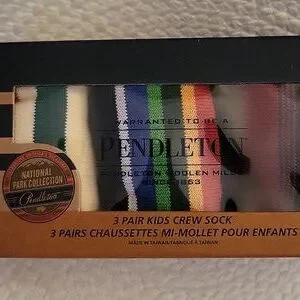 WARRANTED TO BE A
PENDLETON
PENDLETON WOOLEN MILLS
SINCE 1863
NATIONAL
PARK COLLECTION
Pendleton
3 PAIR KIDS CREW SOCK
3 PAIRS CHAUSSETTES MI-MOLLET POUR ENFANTS
MADE IN TAIWAN/FABRIQUÉ À TAIWAN